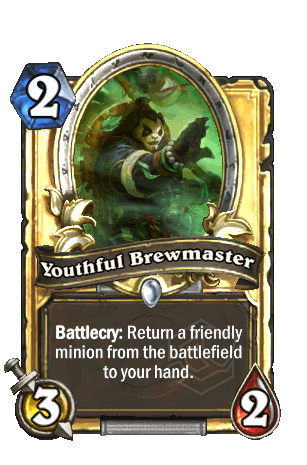 2
Youthful Brewmaster
Battlecry: Return a friendly
minion from the battlefield
to your hand.
3
2